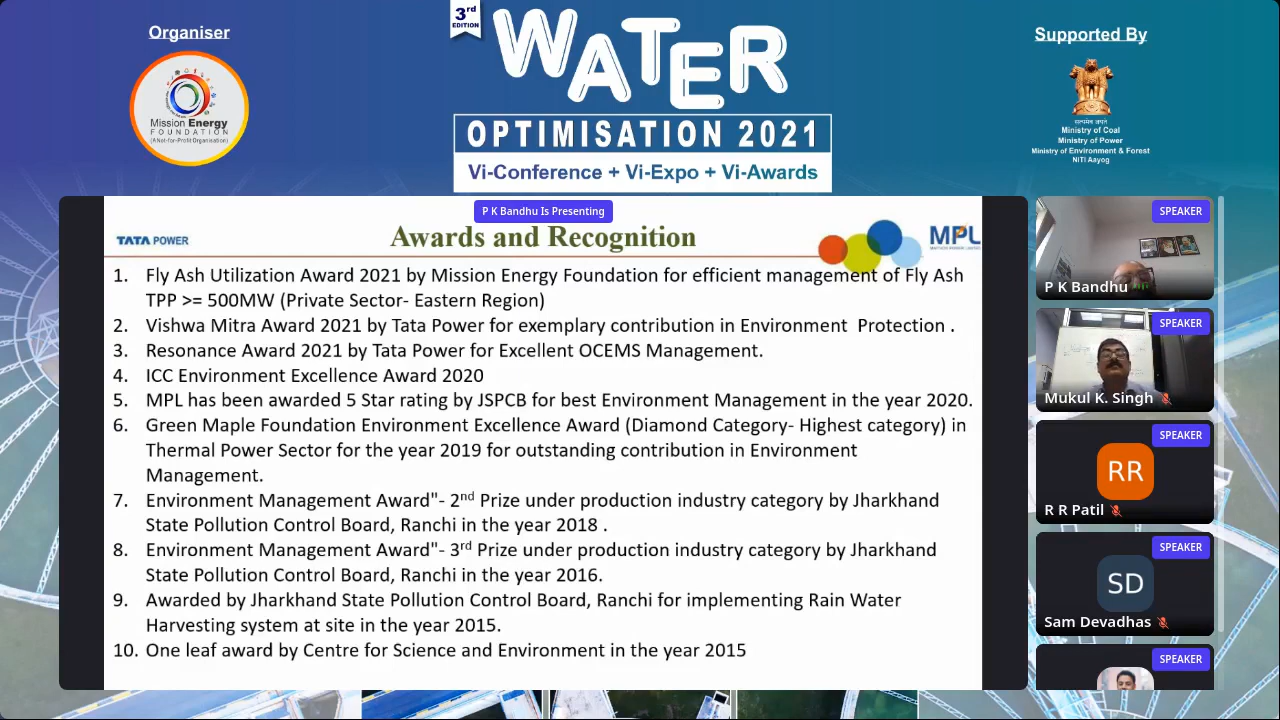 Organiser
Mission Energy
FOUNDATION
(A Not-for-Profit Organisation)
3rd
EDITION
WATER
OPTIMISATION 2021
Vi-Conference + Vi-Expo + Vi-Awards
Supported By
सत्यमेव जयते
Ministry of Coal
Ministry of Power
Ministry of Environment & Forest
NITI Aayog
P K Bandhu Is Presenting
TATA POWER
Awards and Recognition
MPL
1. Fly Ash Utilization Award 2021 by Mission Energy Foundation for efficient management of Fly Ash
TPP >= 500MW (Private Sector- Eastern Region)
2. Vishwa Mitra Award 2021 by Tata Power for exemplary contribution in Environment Protection .
3. Resonance Award 2021 by Tata Power for Excellent OCEMS Management.
4. ICC Environment Excellence Award 2020
5. MPL has been awarded 5 Star rating by JSPCB for best Environment Management in the year 2020.
6. Green Maple Foundation Environment Excellence Award (Diamond Category- Highest category) in
Thermal Power Sector for the year 2019 for outstanding contribution in Environment
Management.
7. Environment Management Award"- 2nd Prize under production industry category by Jharkhand
State Pollution Control Board, Ranchi in the year 2018 .
8. Environment Management Award"- 3rd Prize under production industry category by Jharkhand
State Pollution Control Board, Ranchi in the year 2016.
9. Awarded by Jharkhand State Pollution Control Board, Ranchi for implementing Rain Water
Harvesting system at site in the year 2015.
10. One leaf award by Centre for Science and Environment in the year 2015
SPEAKER
P K Bandhu
SPEAKER
Mukul K. Singh
SPEAKER
RR
R R Patil
SPEAKER
SD
Sam Devadhas
SPEAKER